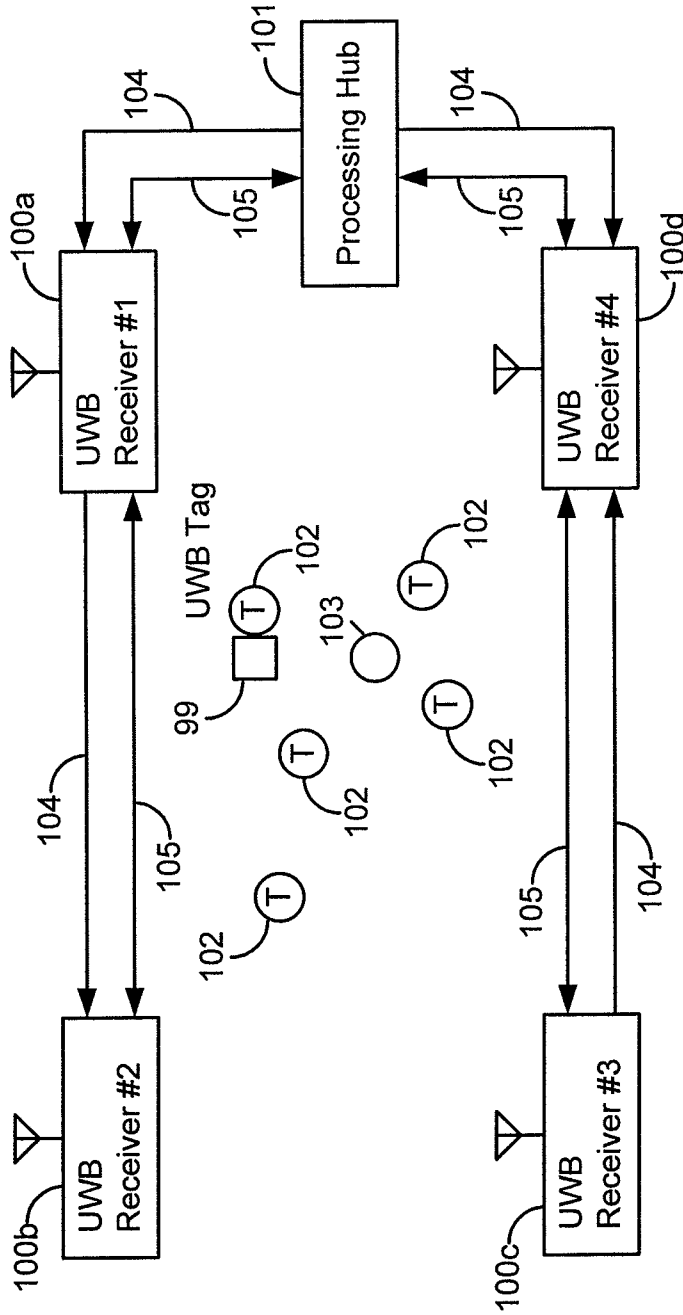 100b
UWB
Receiver #2
104
105
100a
UWB
Receiver #1
104
105
101
Processing Hub
99
UWB Tag
T
102
T
102
T
102
103
T
102
T
102
104
105
100c
UWB
Receiver #3
105
104
UWB
Receiver #4
100d